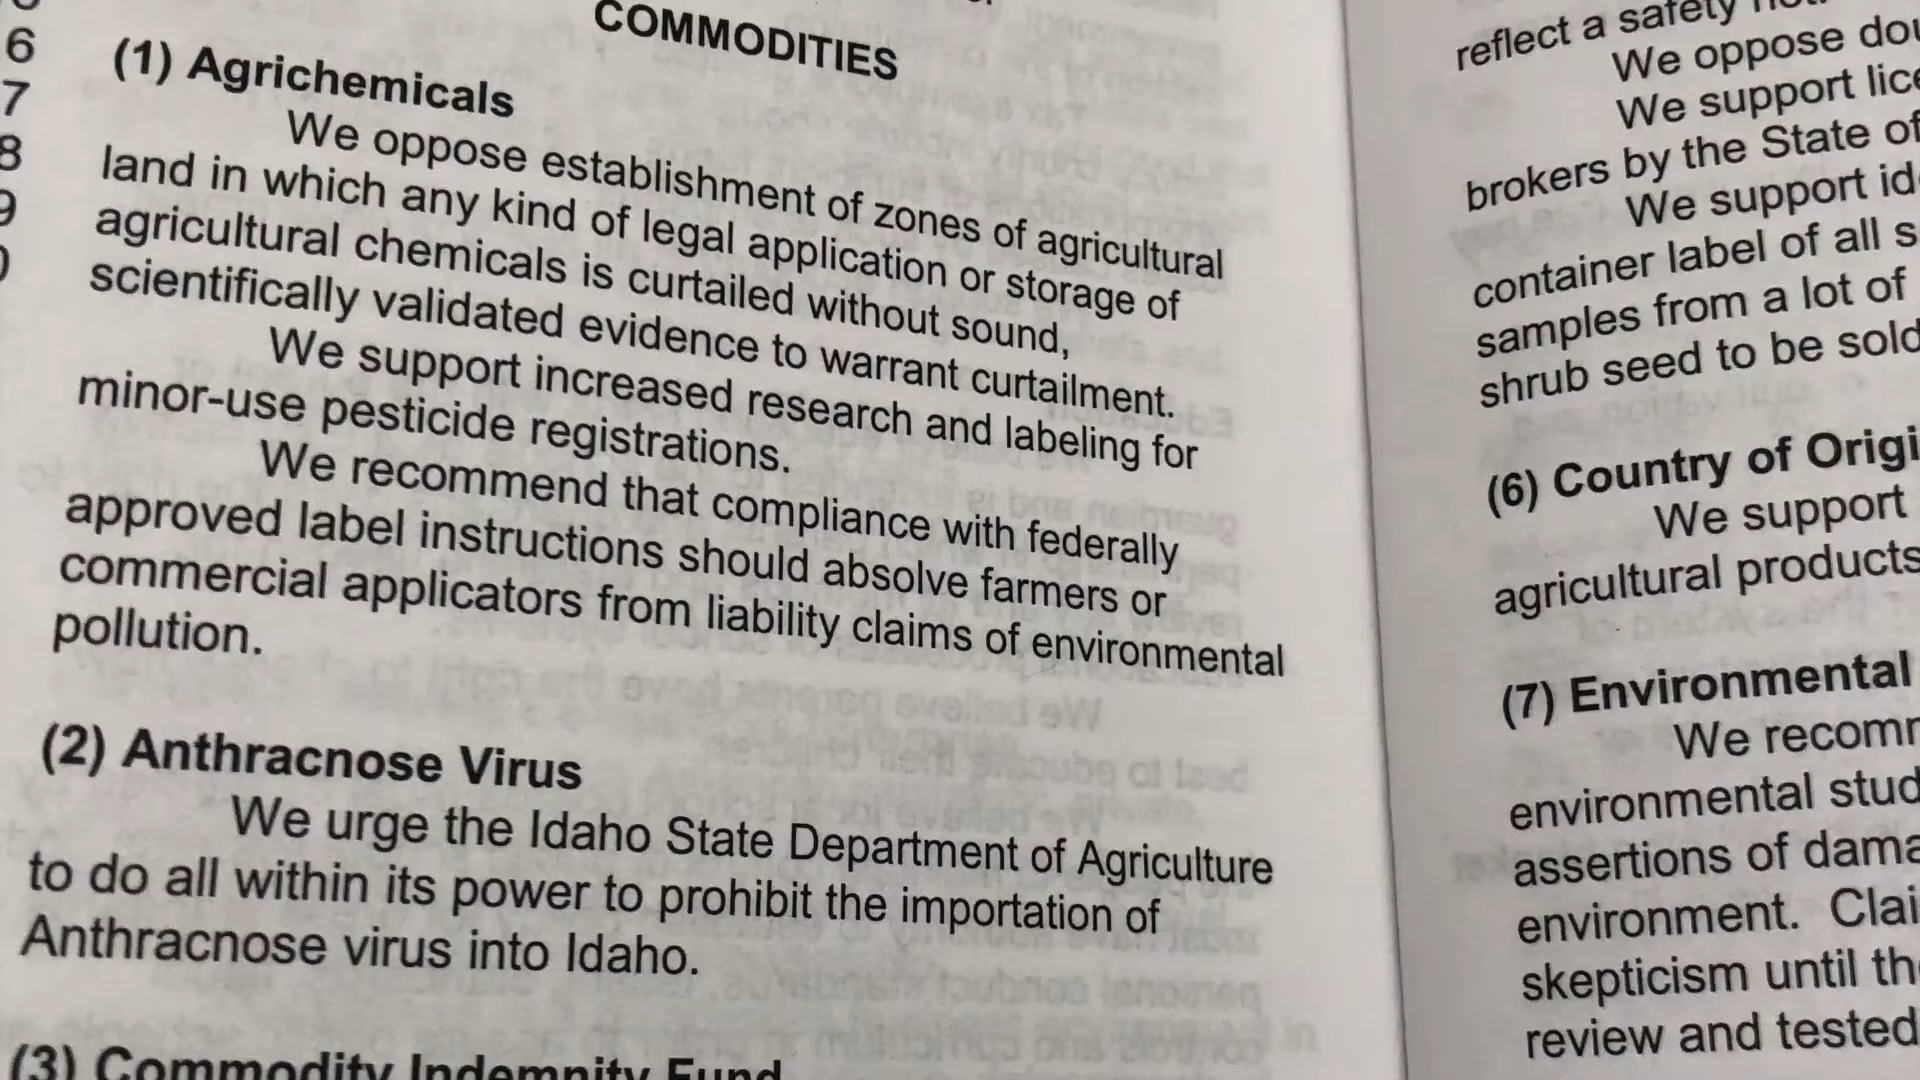 6
7
8
9
COMMODITIES
(1) Agrichemicals
We oppose establishment of zones of agricultural
land in which any kind of legal application or storage of
agricultural chemicals is curtailed without sound,
scientifically validated evidence to warrant curtailment.
We support increased research and labeling for
minor-use pesticide registrations.
We recommend that compliance with federally
approved label instructions should absolve farmers or
commercial applicators from liability claims of environmental
pollution.
(2) Anthracnose Virus
We urge the Idaho State Department of Agriculture
to do all within its power to prohibit the importation of
Anthracnose virus into Idaho.
(3) Commodity Indemnity Fund
reflect a safety
We oppose
We support
brokers by the State of
We support
container label of all
samples from a lot of
shrub seed to be sold
(6) Country of
We support
agricultural products
(7) Environmental
We
environmental
assertions of
environment.
skepticism until
review and tested